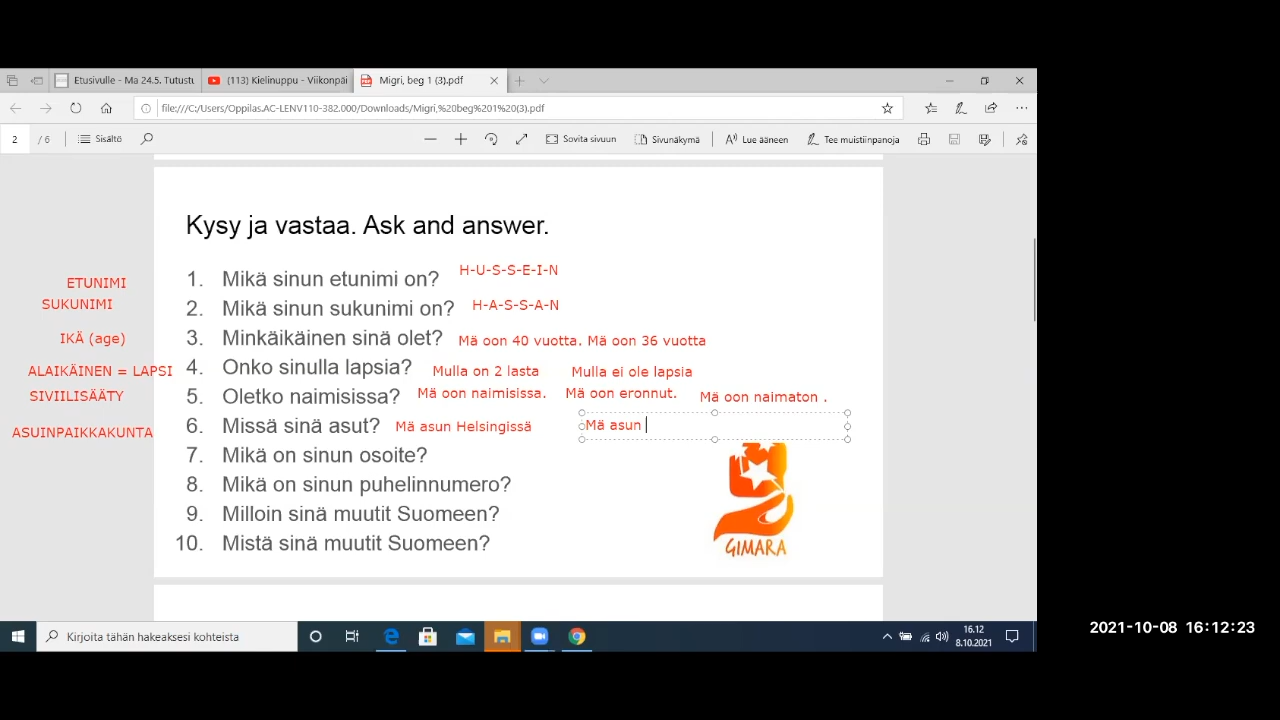 Etusivulle - Ma 24.5. Tutustu
(113) Kielinuppu - Viikonpäi
Migri, beg 1 (3).pdf
file:///C:/Users/Oppilas.AC-LENV110-382.000/Downloads/Migri,%20beg%201%20(3).pdf
2 / 6 Sisältö Sovita sivuun Sivunäkymä Lue ääneen Tee muistiinpanoja
Kysy ja vastaa. Ask and answer.
ETUNIMI
1. Mikä sinun etunimi on? H-U-S-S-E-I-N
SUKUNIMI
2. Mikä sinun sukunimi on? H-A-S-S-A-N
IKÄ (age)
3. Minkäikäinen sinä olet? Mä oon 40 vuotta. Mä oon 36 vuotta
ALAIKÄINEN = LAPSI
4. Onko sinulla lapsia? Mulla on 2 lasta Mulla ei ole lapsia
SIVIILISÄÄTY
5. Oletko naimisissa? Mä oon naimisissa. Mä oon eronnut. Mä oon naimaton .
ASUINPAIKKAKUNTA
6. Missä sinä asut? Mä asun Helsingissä Mä asun
7. Mikä on sinun osoite?
8. Mikä on sinun puhelinnumero?
9. Milloin sinä muutit Suomeen?
10. Mistä sinä muutit Suomeen?
GIMARA
Kirjoita tähän hakeaksesi kohteista
16.12
8.10.2021
2021-10-08 16:12:23